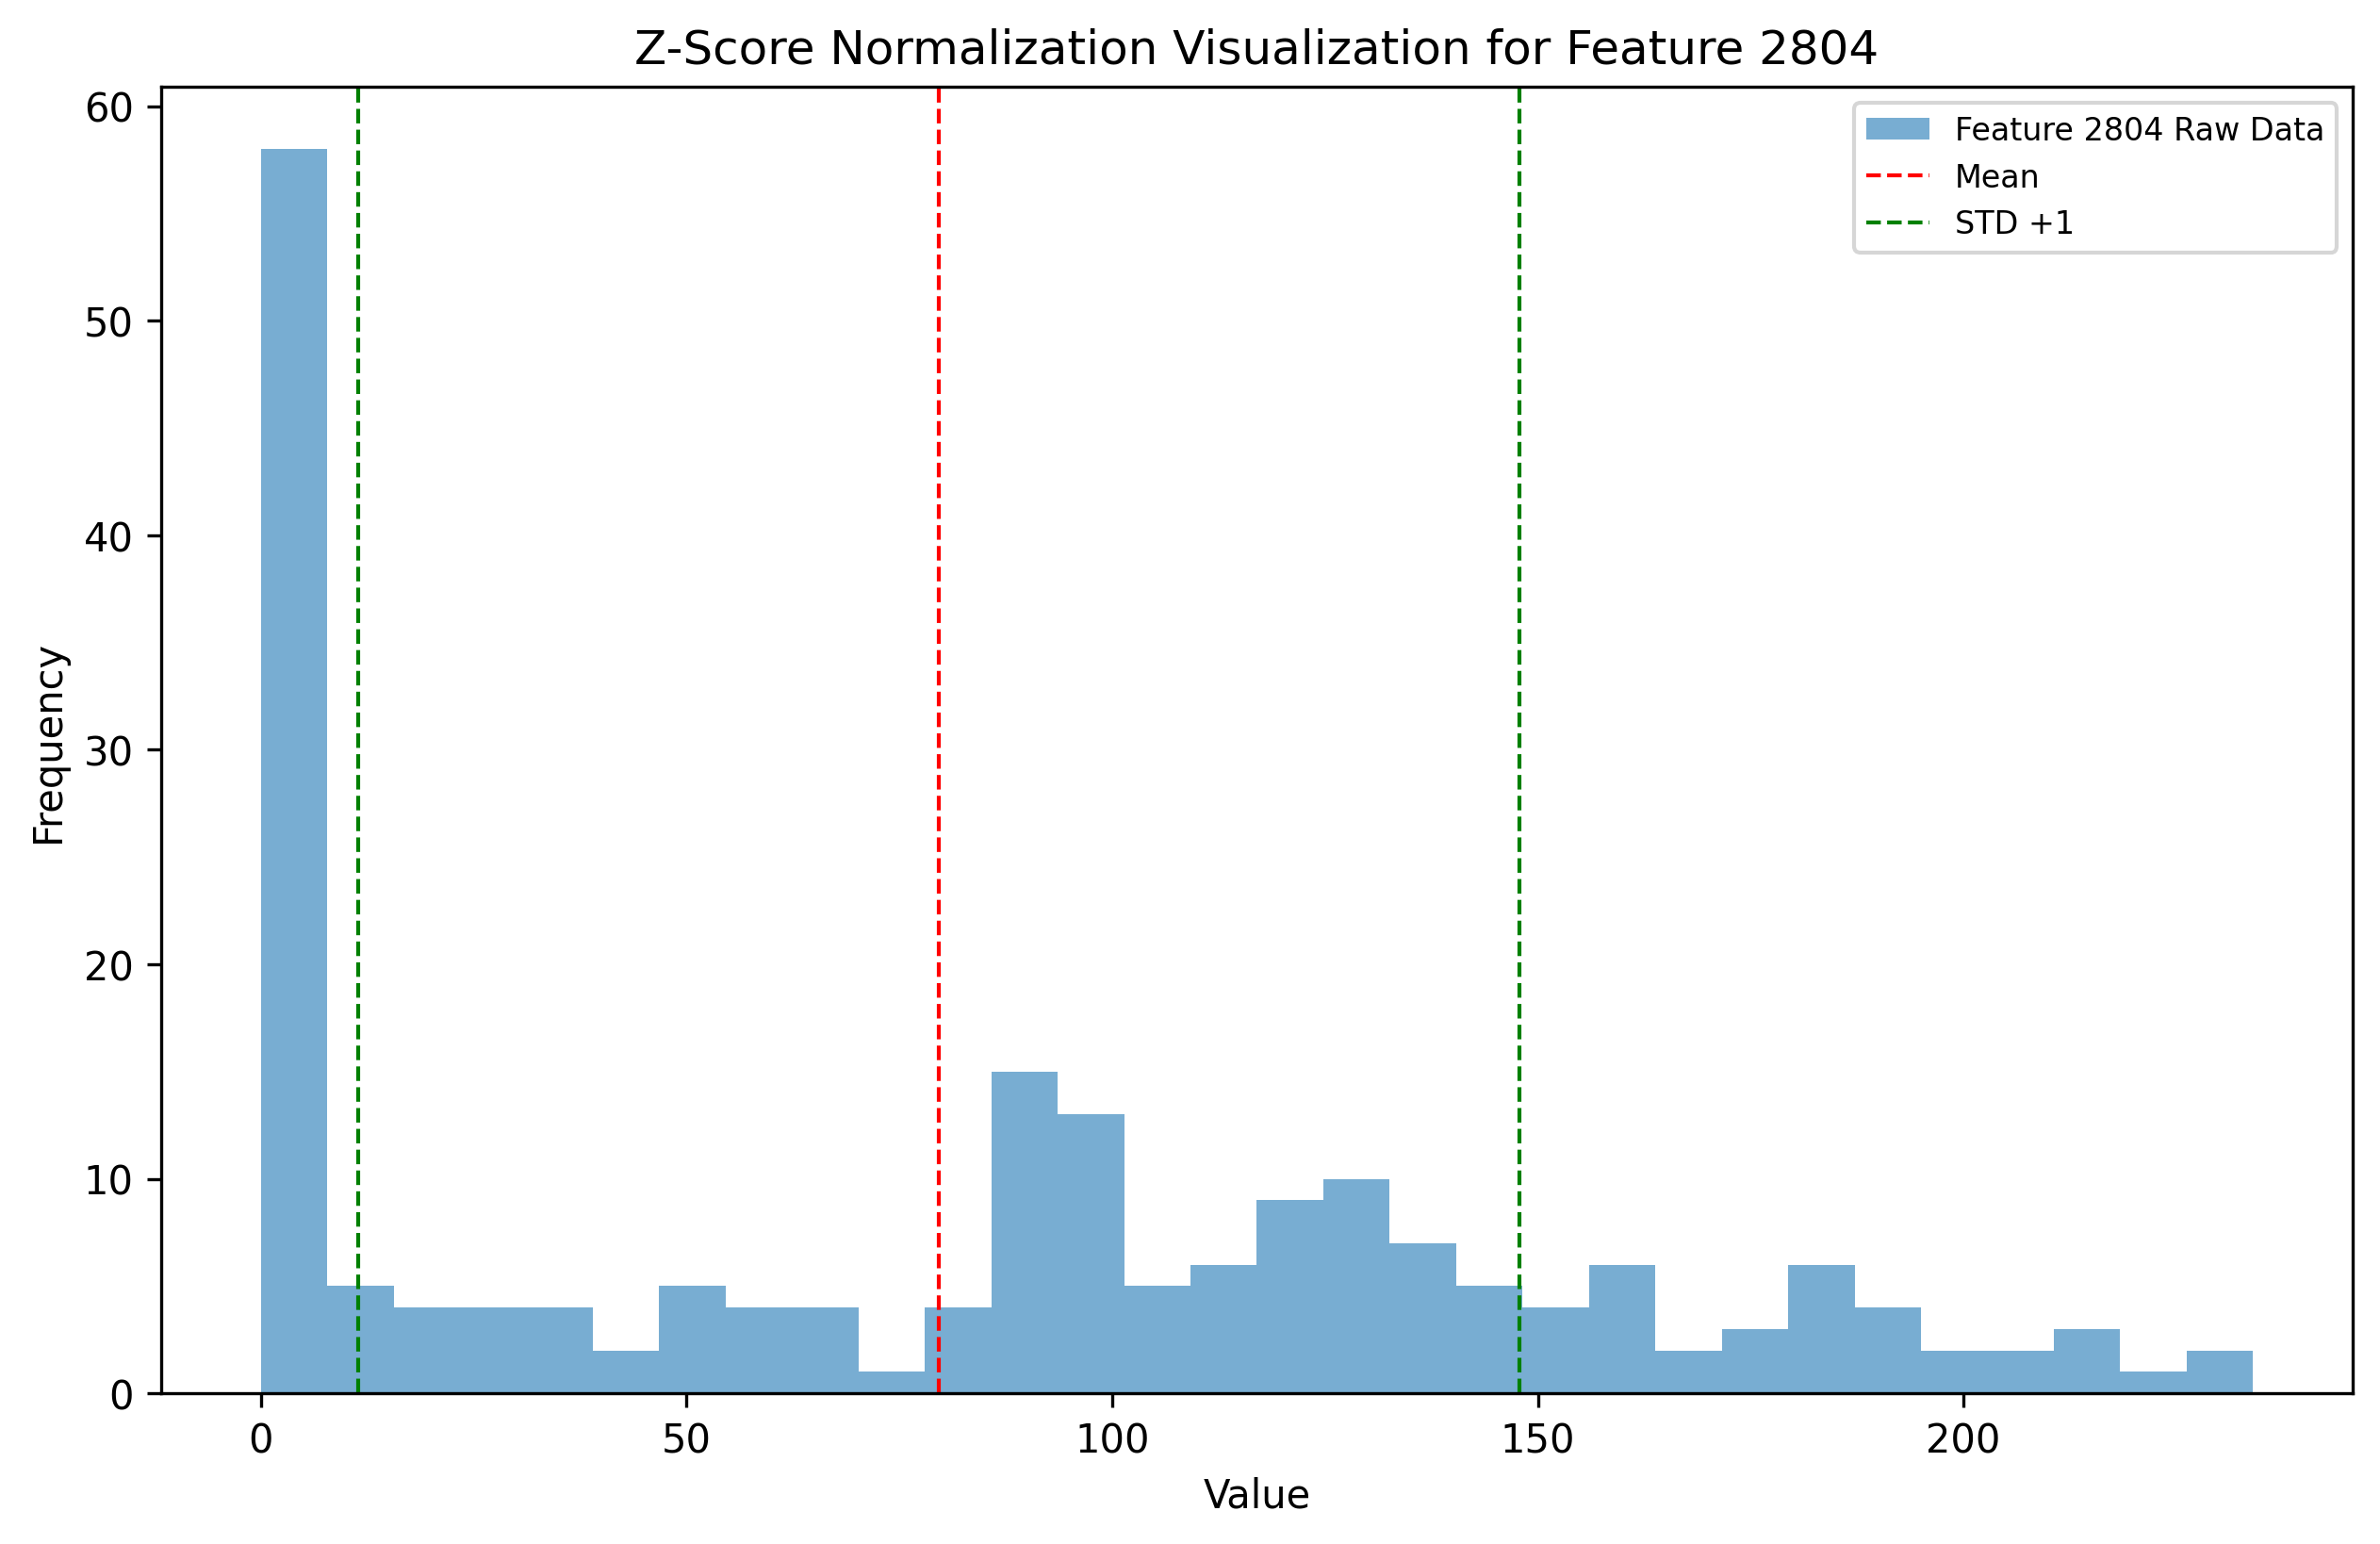 Z-Score Normalization Visualization for Feature 2804
Feature 2804 Raw Data
Mean
STD +1
60
50
40
30
20
10
0
Frequency
0 50 100 150 200
Value